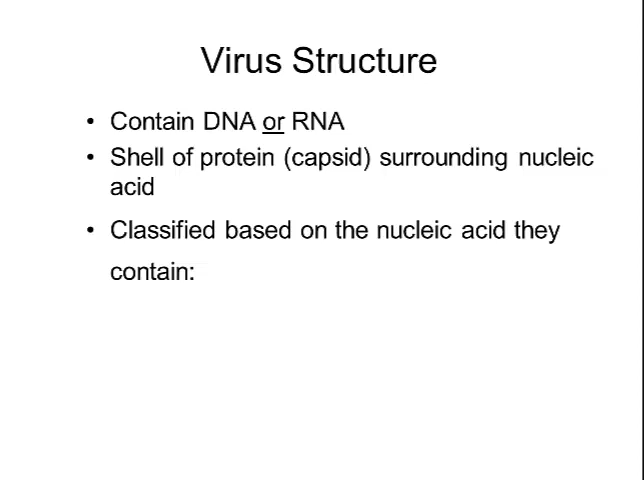 Virus Structure
• Contain DNA or RNA
• Shell of protein (capsid) surrounding nucleic
acid
• Classified based on the nucleic acid they
contain: